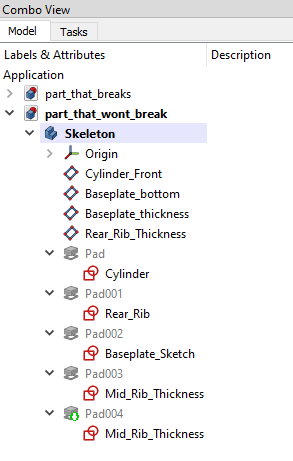 Combo View
Model Tasks
Labels & Attributes Description
Application
part_that_breaks
part_that_wont_break
Skeleton
Origin
Cylinder_Front
Baseplate_bottom
Baseplate_thickness
Rear_Rib_Thickness
Pad
Cylinder
Pad001
Rear_Rib
Pad002
Baseplate_Sketch
Pad003
Mid_Rib_Thickness
Pad004
Mid_Rib_Thickness